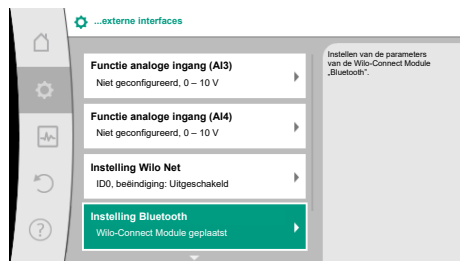 ...externe interfaces
Functie analoge ingang (AI3)
Niet geconfigureerd, 0 – 10 V
Functie analoge ingang (AI4)
Niet geconfigureerd, 0 – 10 V
Instelling Wilo Net
ID0, beëindiging: Uitgeschakeld
Instelling Bluetooth
Wilo-Connect Module geplaatst
Instellen van de parameters
van de Wilo-Connect Module
„Bluetooth”.